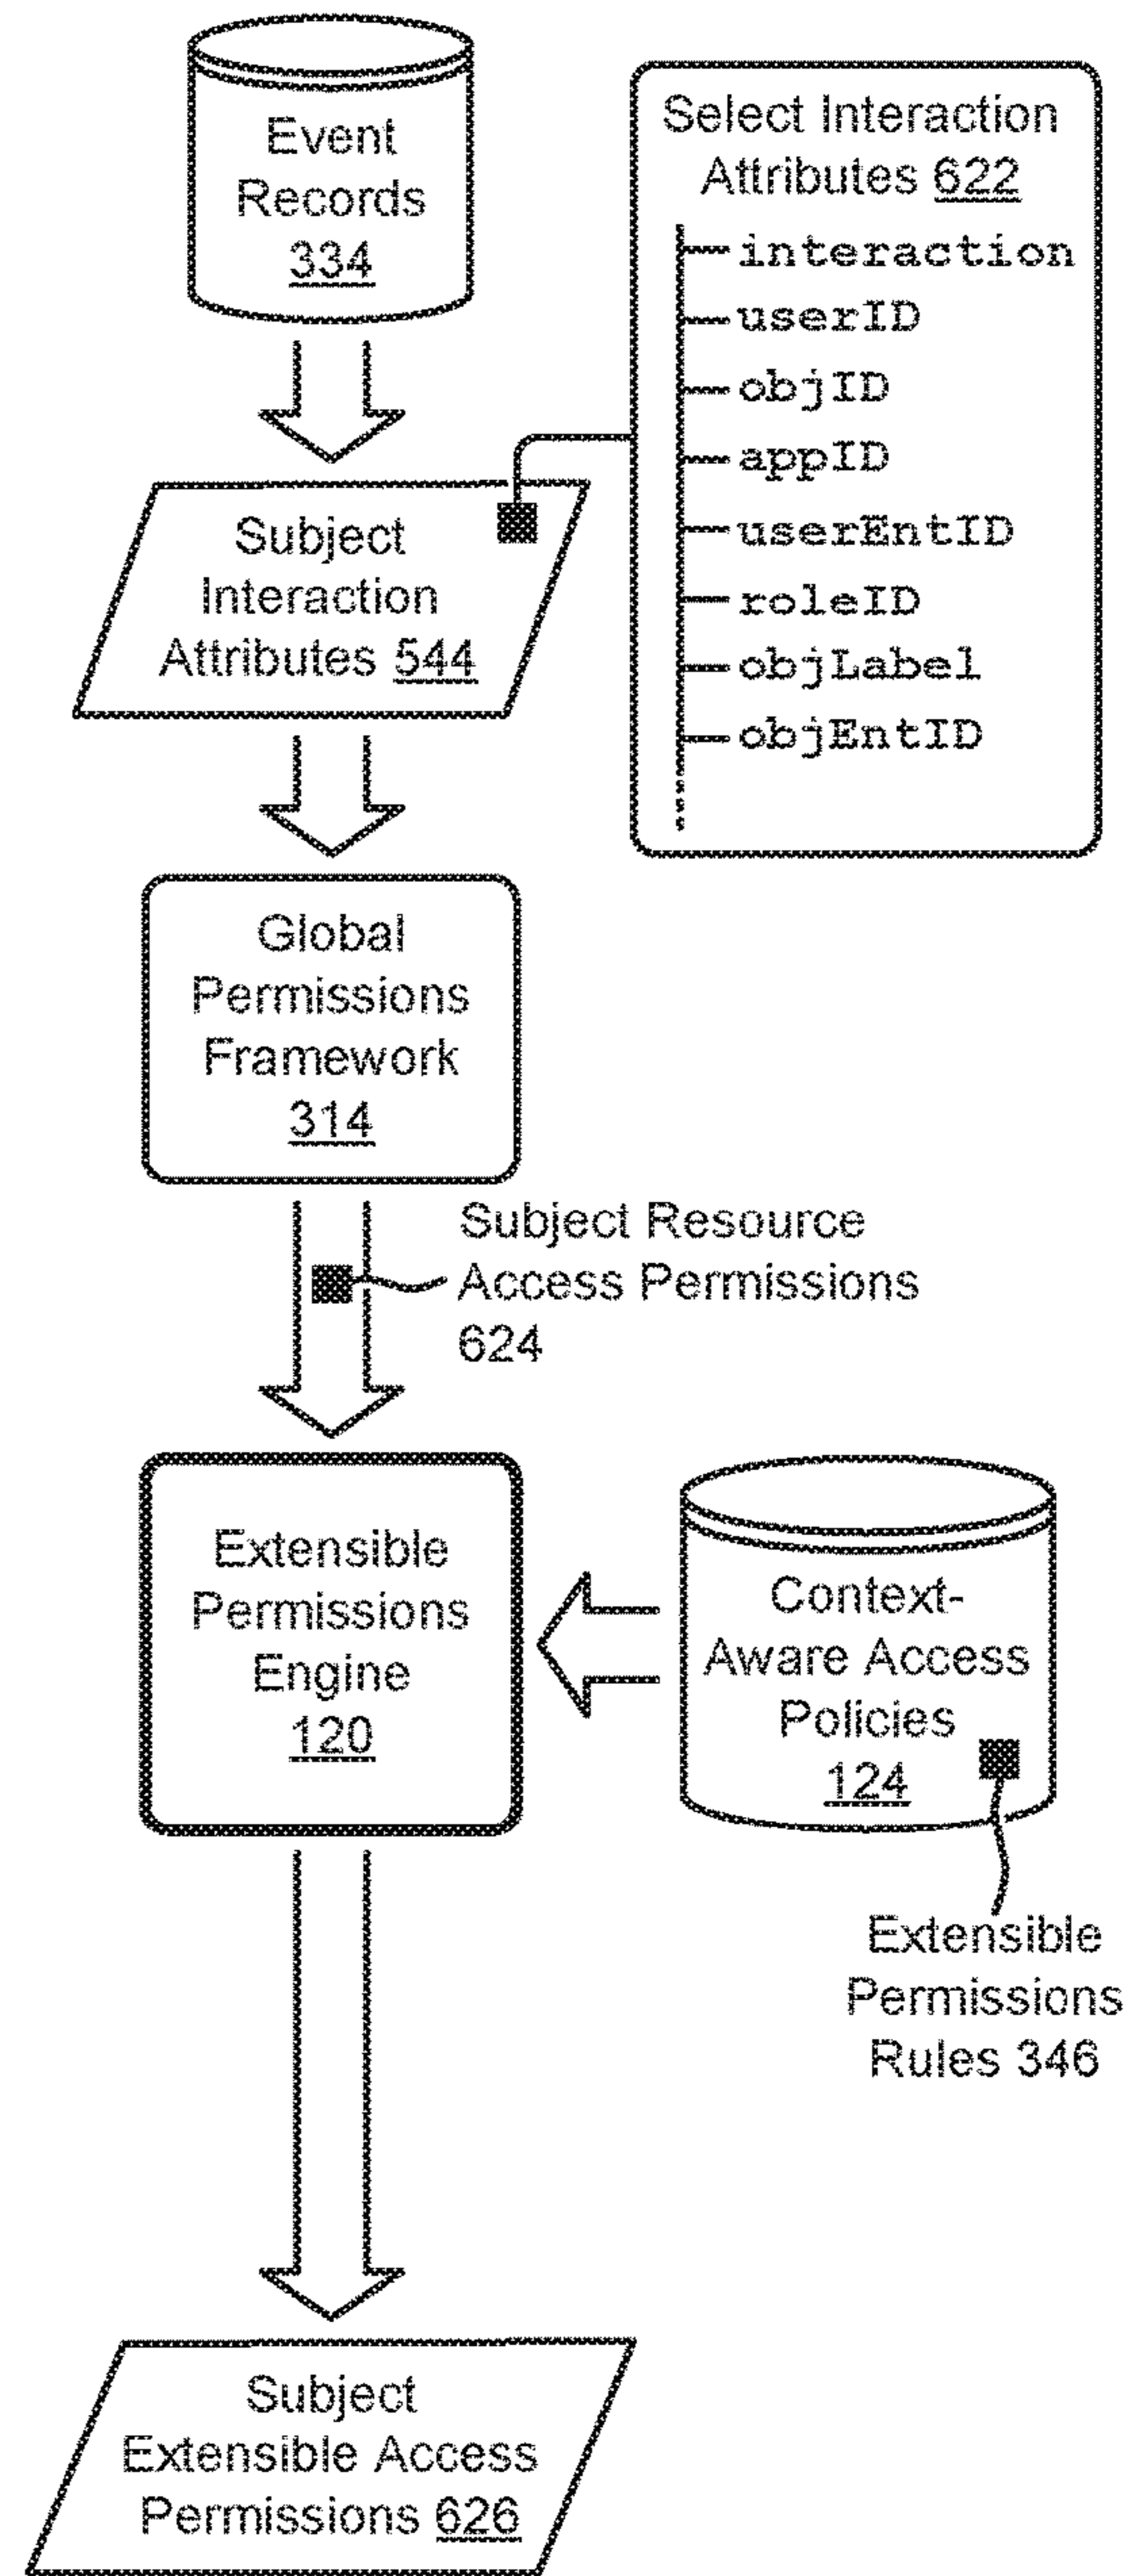 Event
Records
334
Select Interaction
Attributes 622
interaction
userID
objID
appID
userEntID
roleID
objLabel
objEntID
Subject
Interaction
Attributes 544
Global
Permissions
Framework
314
Subject Resource
Access Permissions
624
Extensible
Permissions
Engine
120
Context-
Aware Access
Policies
124
Extensible
Permissions
Rules 346
Subject
Extensible Access
Permissions 626